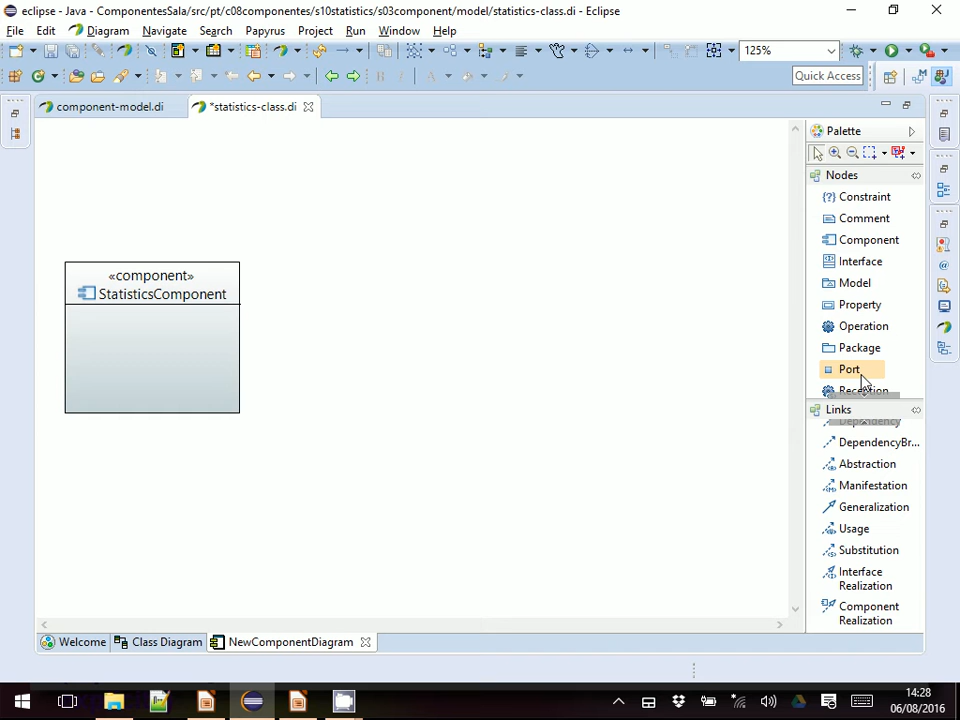 eclipse - Java - ComponentesSala/src/pt/c08componentes/s10statistics/s03component/model/statistics-class.di - Eclipse
File Edit Diagram Navigate Search Papyrus Project Run Window Help
125%
Quick Access
component-model.di
*statistics-class.di
«component»
StatisticsComponent
Palette
Nodes
{?} Constraint
Comment
Component
Interface
Model
Property
Operation
Package
Port
Reception
Links
Dependency
DependencyBr...
Abstraction
Manifestation
Generalization
Usage
Substitution
Interface
Realization
Component
Realization
Welcome Class Diagram NewComponentDiagram
14:28
06/08/2016